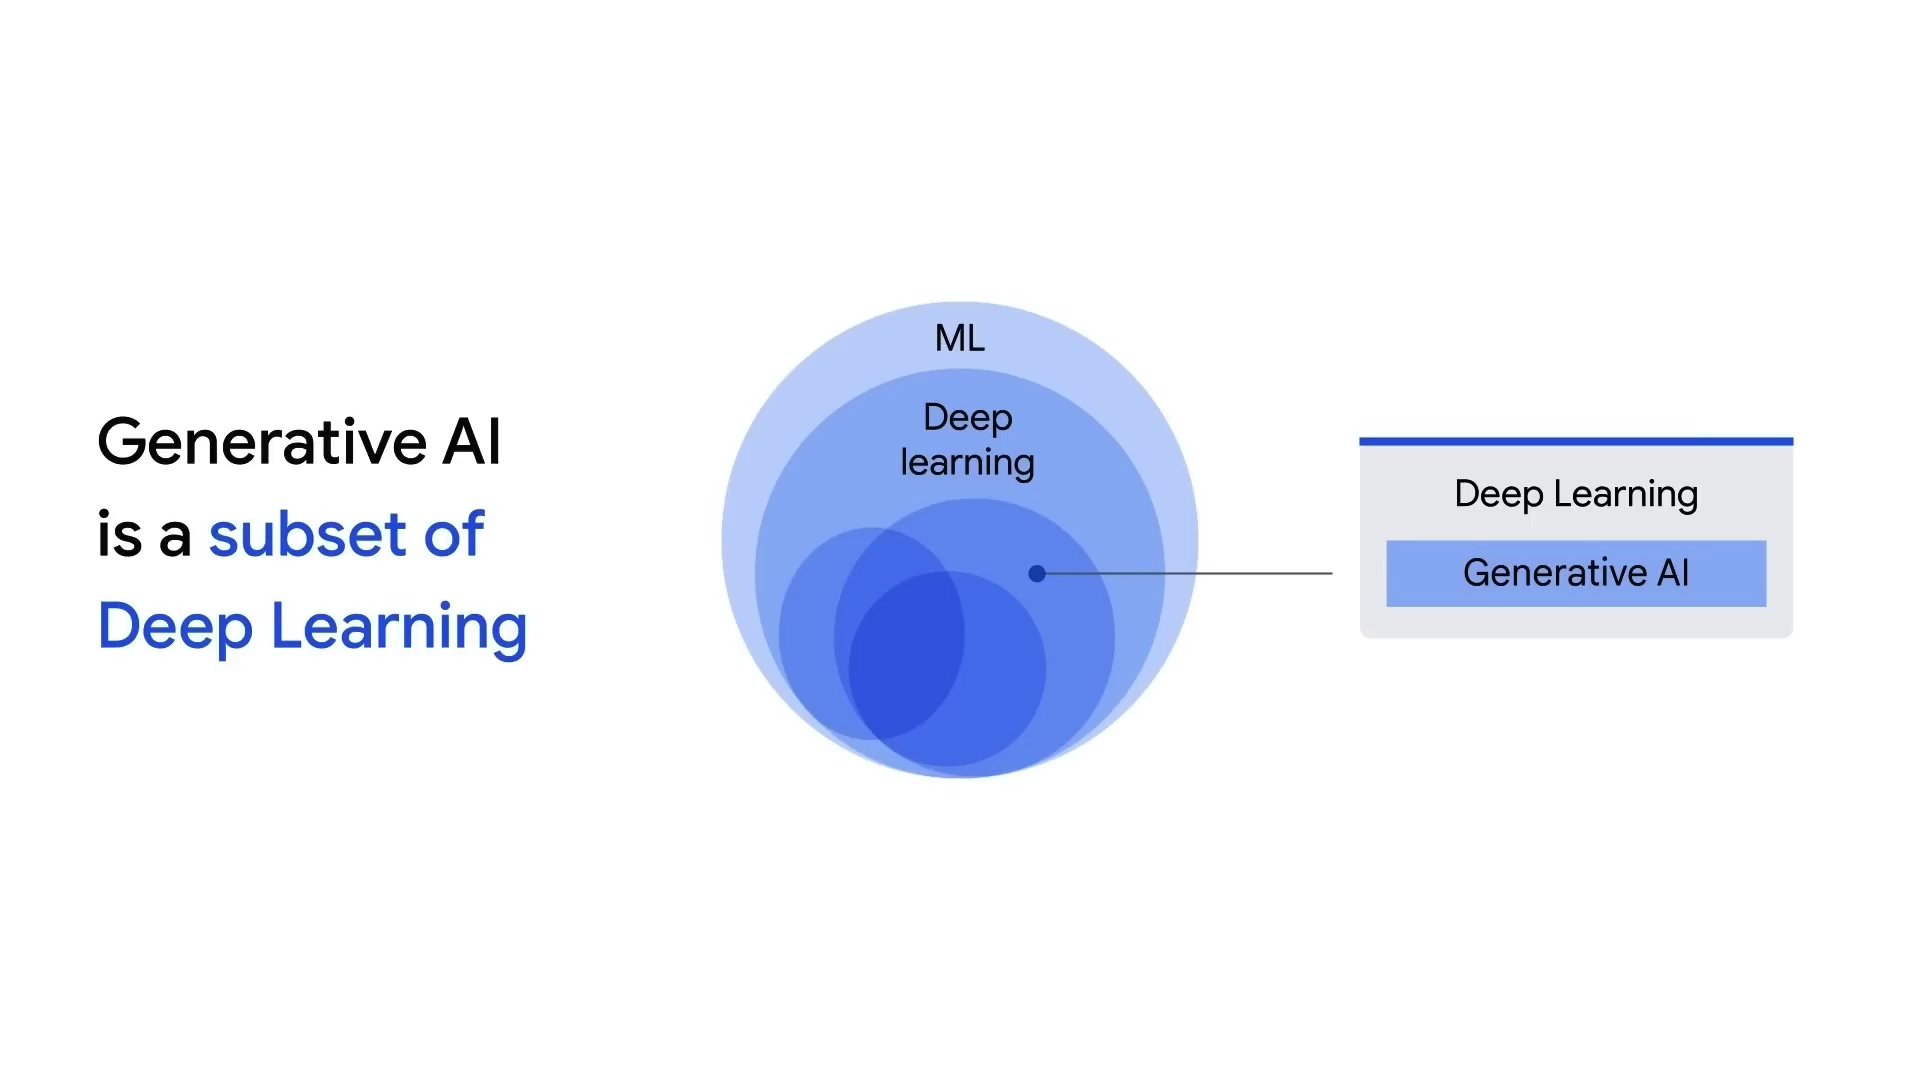 Generative AI
is a subset of
Deep Learning
ML
Deep
learning
Deep Learning
Generative AI